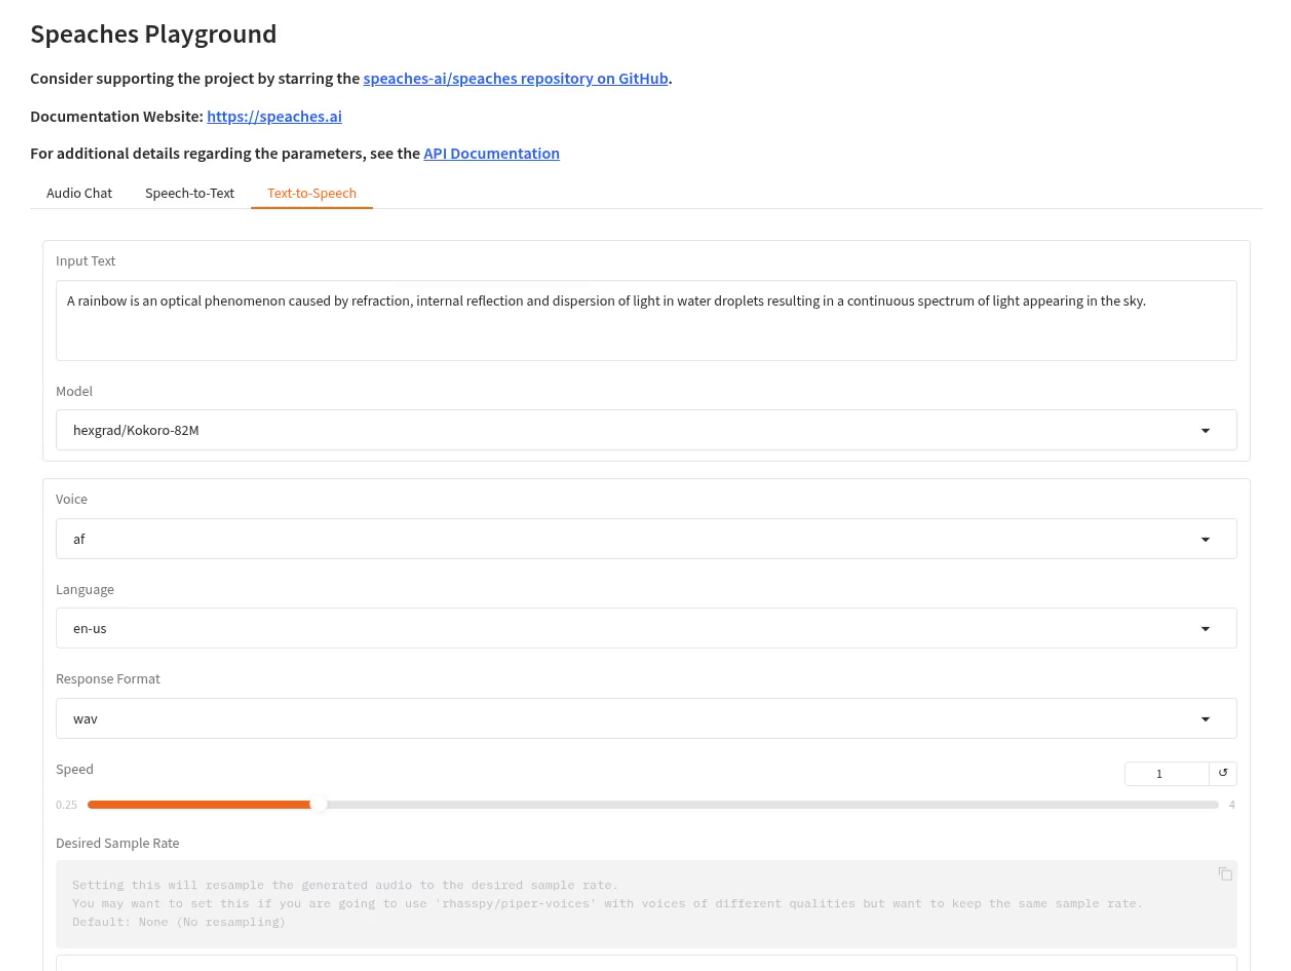 Speaches Playground
Consider supporting the project by starring the speaches-ai/speaches repository on GitHub.
Documentation Website: https://speaches.ai
For additional details regarding the parameters, see the API Documentation
Audio Chat Speech-to-Text Text-to-Speech
Input Text
A rainbow is an optical phenomenon caused by refraction, internal reflection and dispersion of light in water droplets resulting in a continuous spectrum of light appearing in the sky.
Model
hexgrad/Kokoro-82M
Voice
af
Language
en-us
Response Format
wav
Speed 1
0.25 4
Desired Sample Rate
Setting this will resample the generated audio to the desired sample rate.
You may want to set this if you are going to use 'rhasspy/piper-voices' with voices of different qualities but want to keep the same sample rate.
Default: None (No resampling)